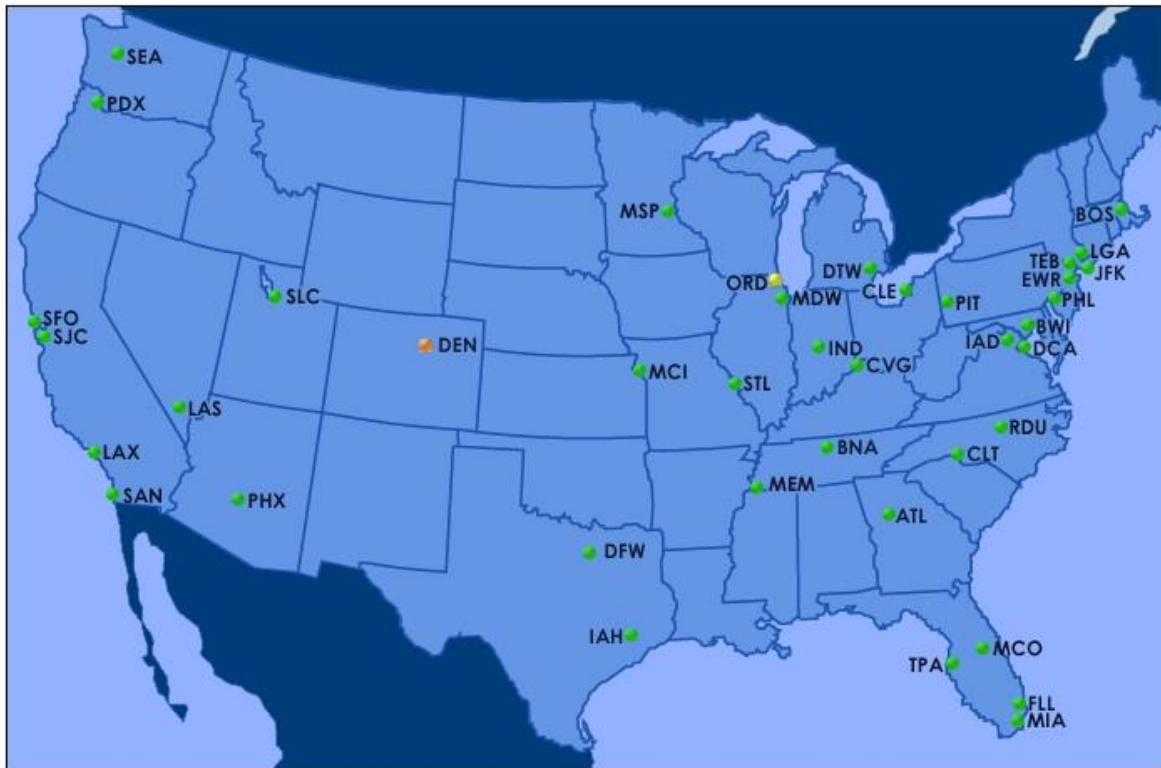 SEA
PDX
MSP
BOS
LGA
TEB
DTW
JFK
ORD
EWR
CLE
SLC
MDW
PIT
PHL
SFO
BWI
SJC
IAD
DEN
IND
DCA
CVG
MCI
STL
LAS
RDU
BNA
LAX
CLT
MEM
SAN
PHX
ATL
DFW
IAH
MCO
TPA
FLL
MIA